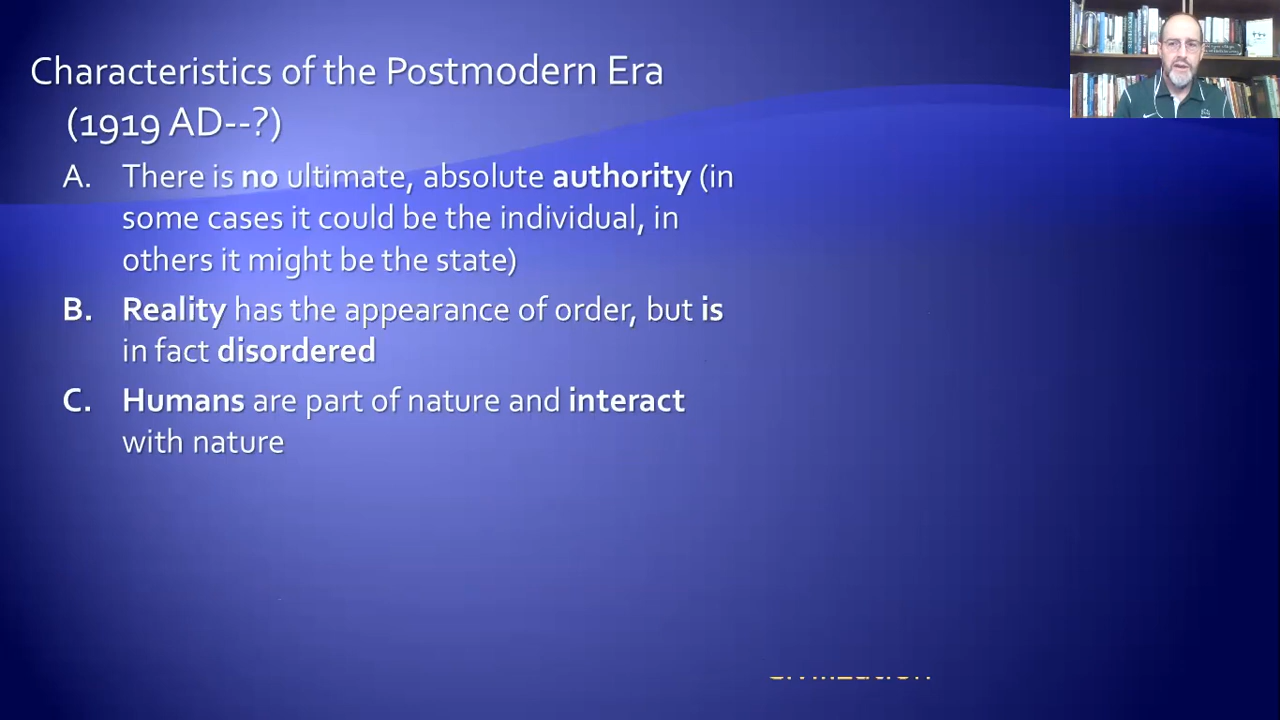 Characteristics of the Postmodern Era
(1919 AD--?)
A. There is no ultimate, absolute authority (in
some cases it could be the individual, in
others it might be the state)
B. Reality has the appearance of order, but is
in fact disordered
C. Humans are part of nature and interact
with nature